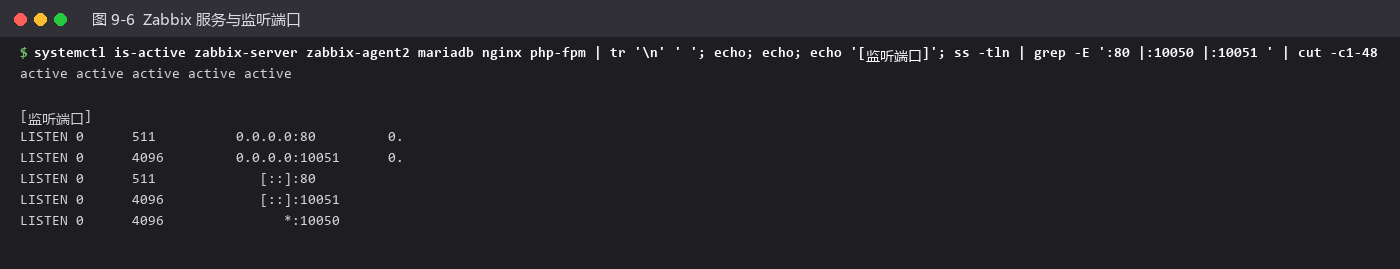 图 9-6 Zabbix 服务与监听端口
$ systemctl is-active zabbix-server zabbix-agent2 mariadb nginx php-fpm | tr '\n' ' '; echo; echo; echo '[监听端口]'; ss -tln | grep -E ':80 |:10050 |:10051 ' | cut -c1-48
active active active active active
[监听端口]
LISTEN 0      511          0.0.0.0:80         0.
LISTEN 0      4096         0.0.0.0:10051      0.
LISTEN 0      511             [::]:80
LISTEN 0      4096            [::]:10051
LISTEN 0      4096               *:10050